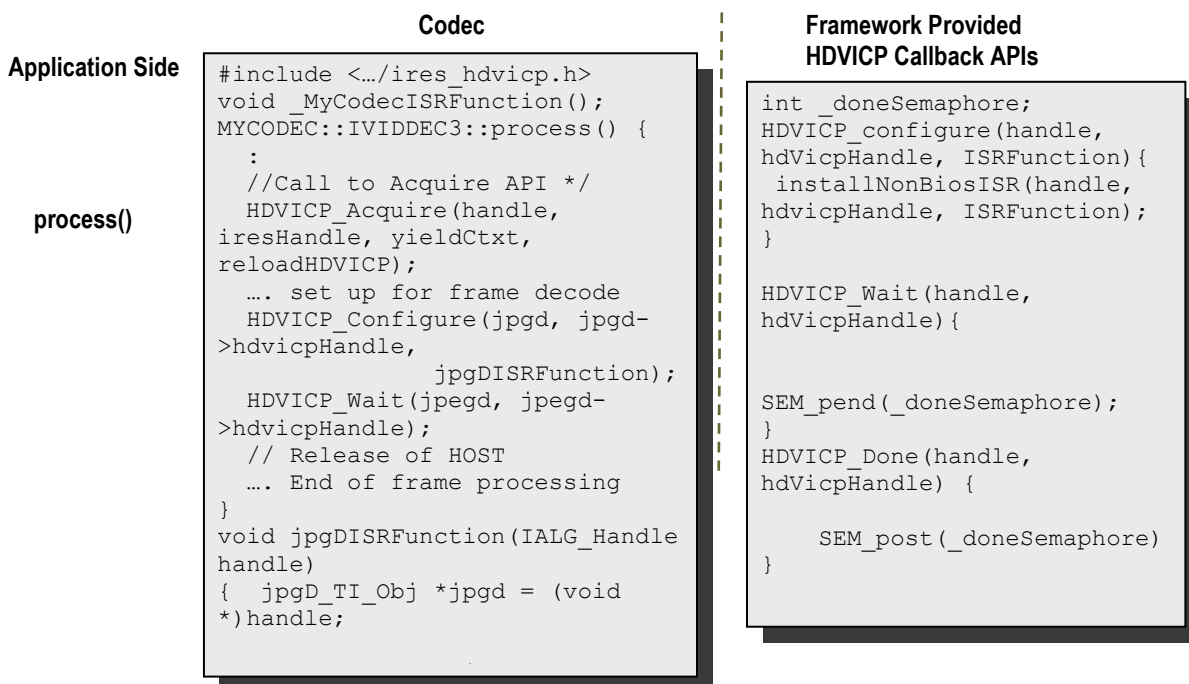 Application Side
process()
Codec
#include <…/ires_hdvicp.h>
void _MyCodecISRFunction();
MYCODEC::IVIDDEC3::process() {
:
//Call to Acquire API */
HDVICP_Acquire(handle,
iresHandle, yieldCtxt,
reloadHDVICP);
…. set up for frame decode
HDVICP_Configure(jpgd, jpgd-
>hdvicpHandle,
jpgDISRFunction);
HDVICP_Wait(jpegd, jpegd-
>hdvicpHandle);
// Release of HOST
…. End of frame processing
}
void jpgDISRFunction(IALG_Handle
handle)
{ jpgD_TI_Obj *jpgd = (void
*)handle;
Framework Provided
HDVICP Callback APIs
int _doneSemaphore;
HDVICP_configure(handle,
hdVicpHandle, ISRFunction){
installNonBiosISR(handle,
hdvicpHandle, ISRFunction);
}
HDVICP_Wait(handle,
hdVicpHandle){
SEM_pend(_doneSemaphore);
}
HDVICP_Done(handle,
hdVicpHandle) {
SEM_post(_doneSemaphore)
}